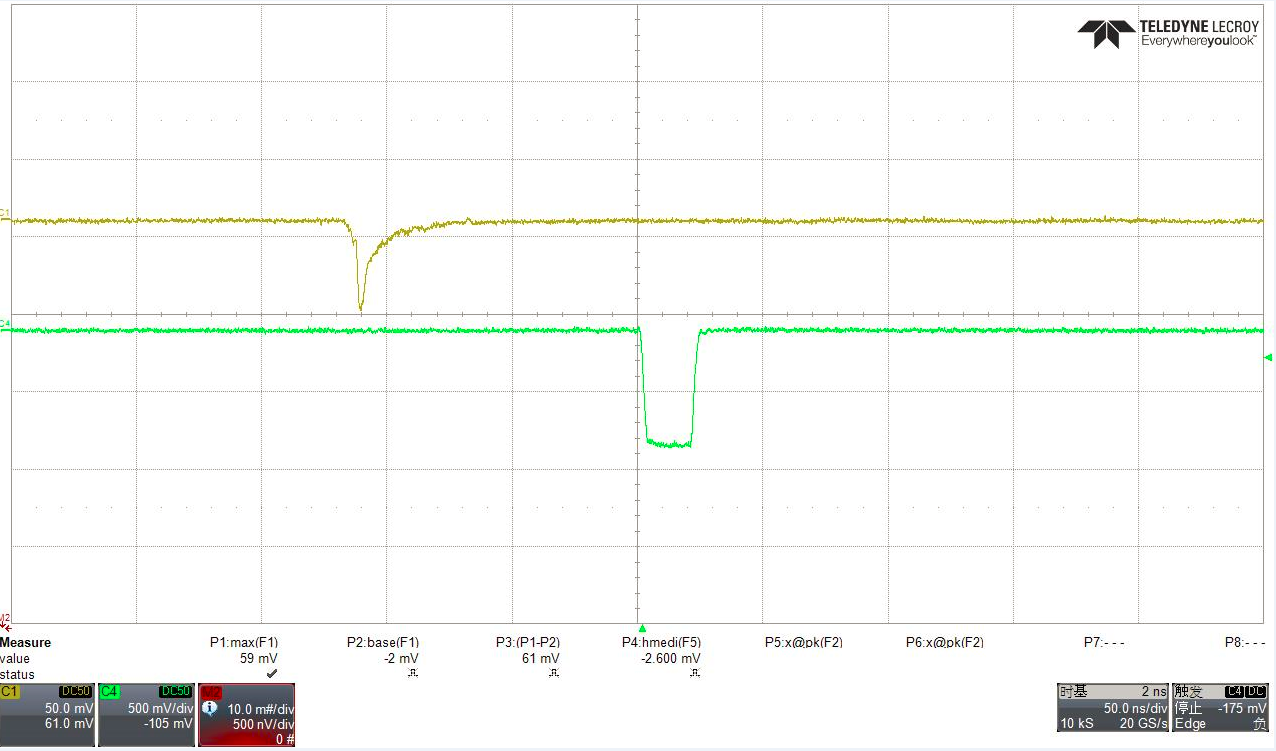 TELEDYNE LECROY
Everywhereyoulook™
C1
C4
M2
Measure P1:max(F1) P2:base(F1) P3:(P1-P2) P4:hmedi(F5) P5:x@pk(F2) P6:x@pk(F2) P7:- - - P8:- - -
value 59 mV -2 mV 61 mV -2.600 mV
status
C1 DC50
50.0 mV
61.0 mV
C4 DC50
500 mV/div
-105 mV
M2
10.0 m#/div
500 nV/div
0 #
时基 2 ns
50.0 ns/div
10 kS 20 GS/s
触发 C4 DC
停止 -175 mV
Edge 负